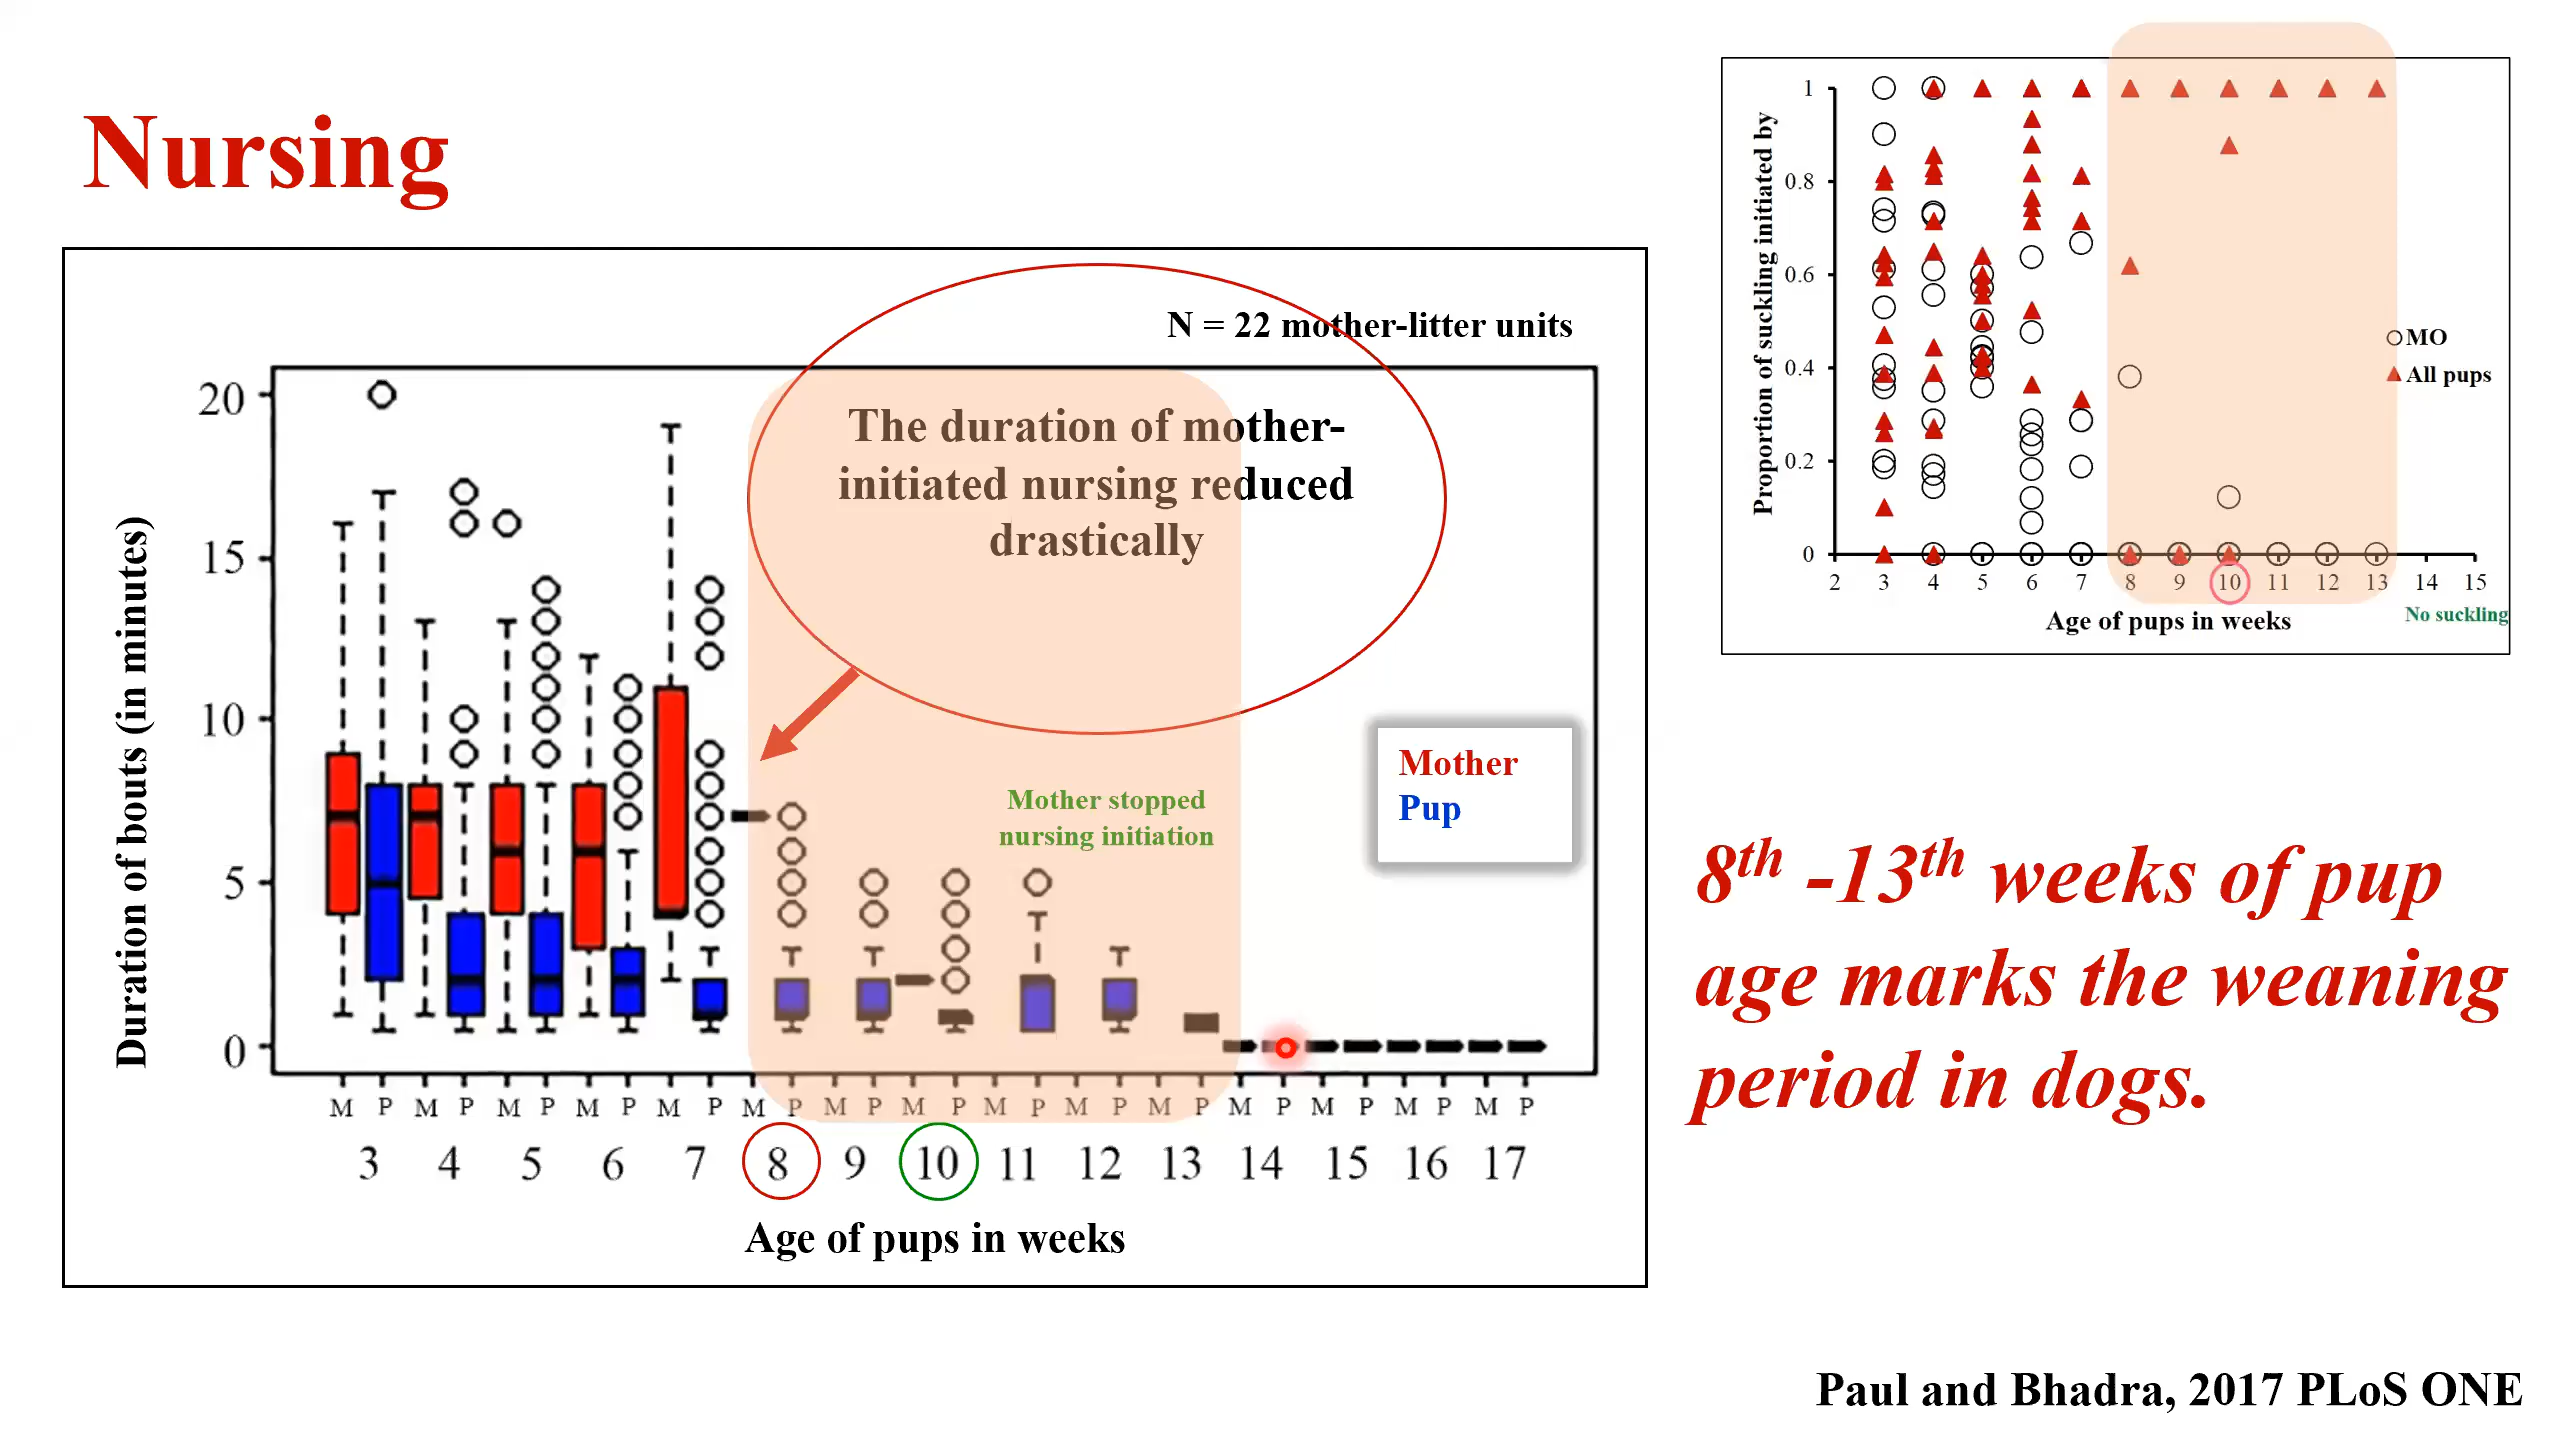 Nursing
N = 22 mother-litter units
The duration of mother-
initiated nursing reduced
drastically
Mother stopped
nursing initiation
Mother
Pup
Duration of bouts (in minutes)
20
15
10
5
0
M P M P M P M P M P M P M P M P M P M P M P M P M P M P M P
3 4 5 6 7 8 9 10 11 12 13 14 15 16 17
Age of pups in weeks
Proportion of suckling initiated by
1
0.8
0.6
0.4
0.2
0
2 3 4 5 6 7 8 9 10 11 12 13 14 15
MO
All pups
Age of pups in weeks
No suckling
8th -13th weeks of pup
age marks the weaning
period in dogs.
Paul and Bhadra, 2017 PLoS ONE